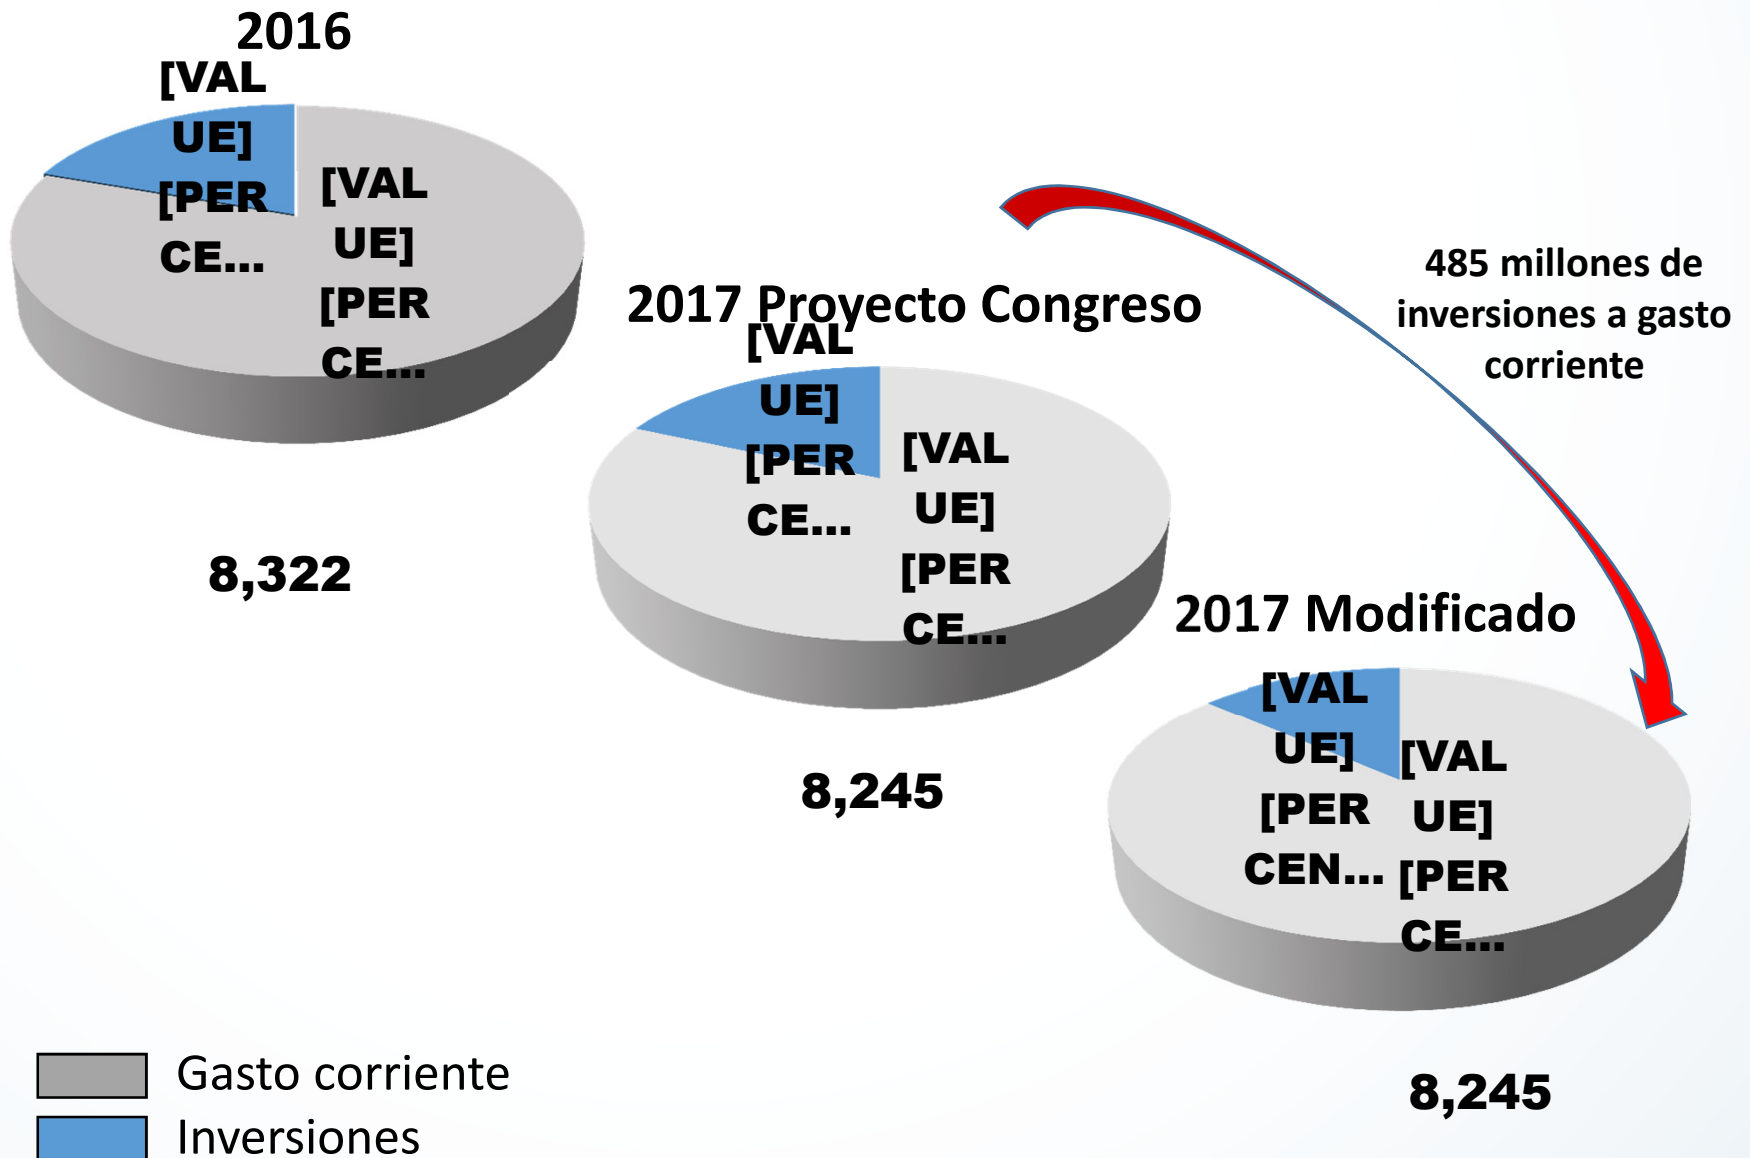 2016
[VAL
UE]
[PER
CE...
[VAL
UE]
[PER
CE...
8,322
2017 Proyecto Congreso
[VAL
UE]
[PER
CE...
[VAL
UE]
[PER
CE...
8,245
485 millones de
inversiones a gasto
corriente
2017 Modificado
[VAL
UE]
[PER
CEN...
[VAL
UE]
[PER
CE...
8,245
Gasto corriente
Inversiones